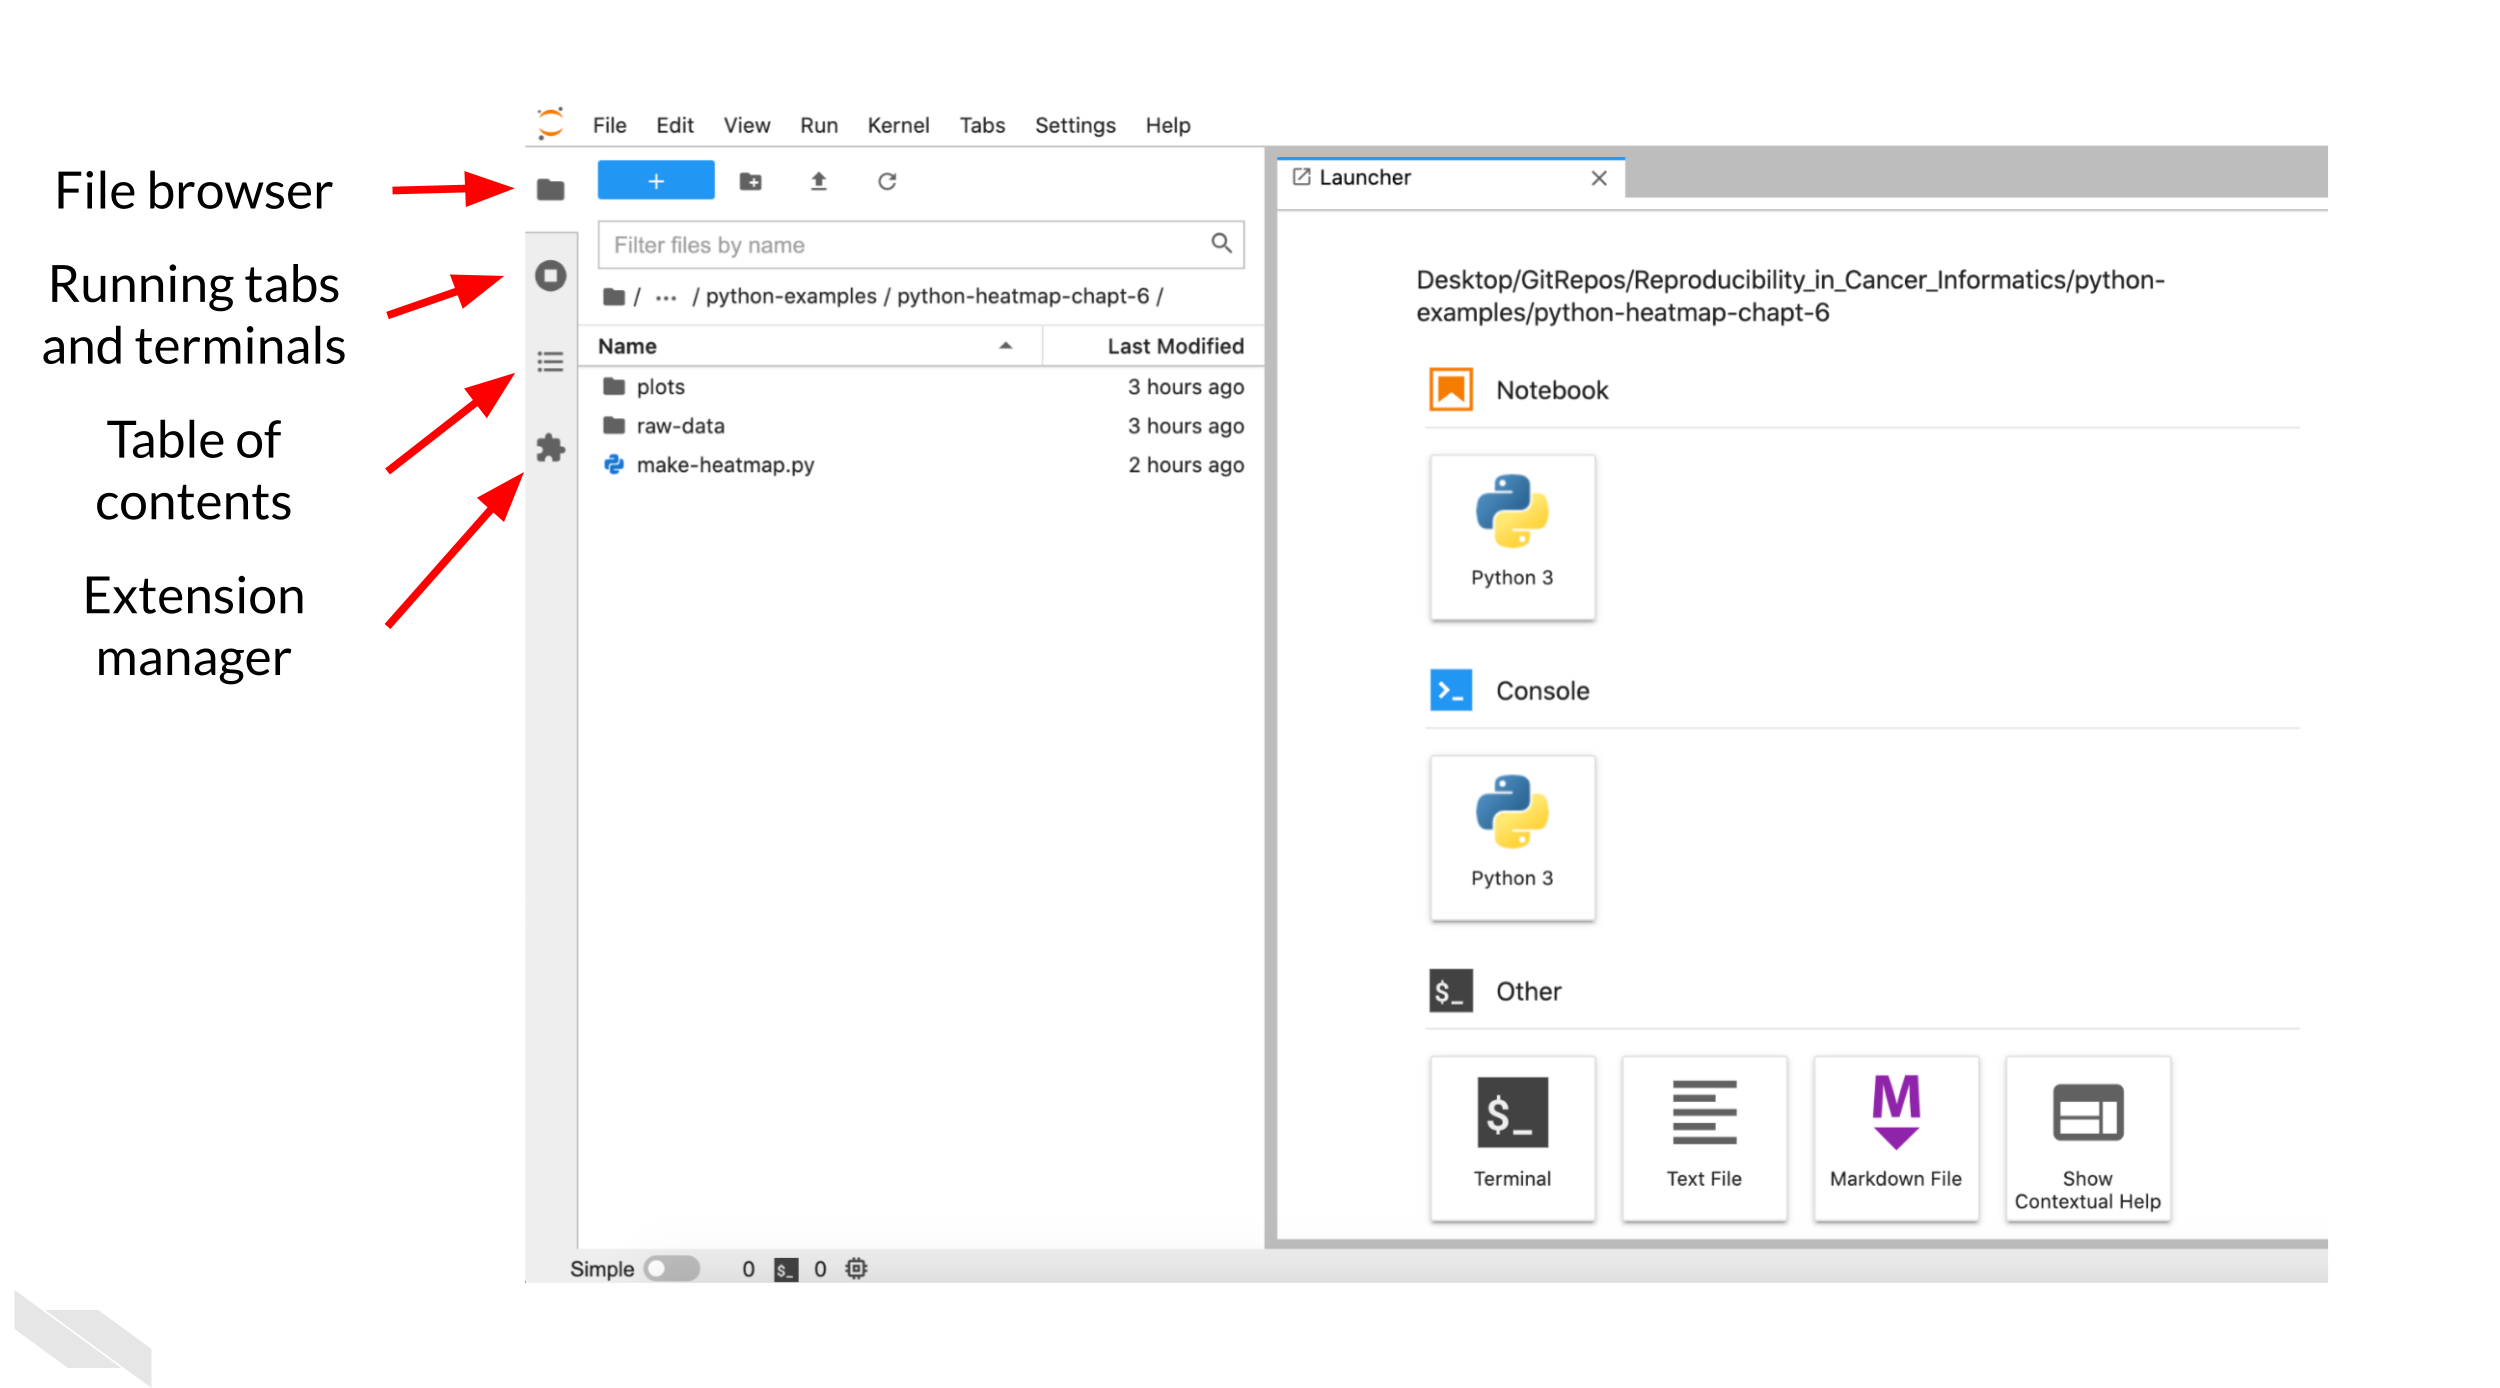 File browser
Running tabs
and terminals
Table of
contents
Extension
manager
File Edit View Run Kernel Tabs Settings Help
+
Filter files by name
/ ... / python-examples / python-heatmap-chapt-6 /
Name Last Modified
plots 3 hours ago
raw-data 3 hours ago
make-heatmap.py 2 hours ago
Simple 0 $_ 0
Launcher
Desktop/GitRepos/Reproducibility_in_Cancer_Informatics/python-
examples/python-heatmap-chapt-6
Notebook
Python 3
>_ Console
Python 3
$_ Other
$_
Terminal
Text File
M
Markdown File
Show
Contextual Help